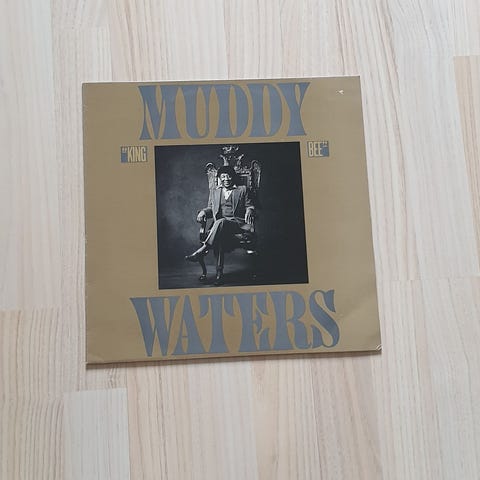 MUDDY
"KING BEE"
WATERS